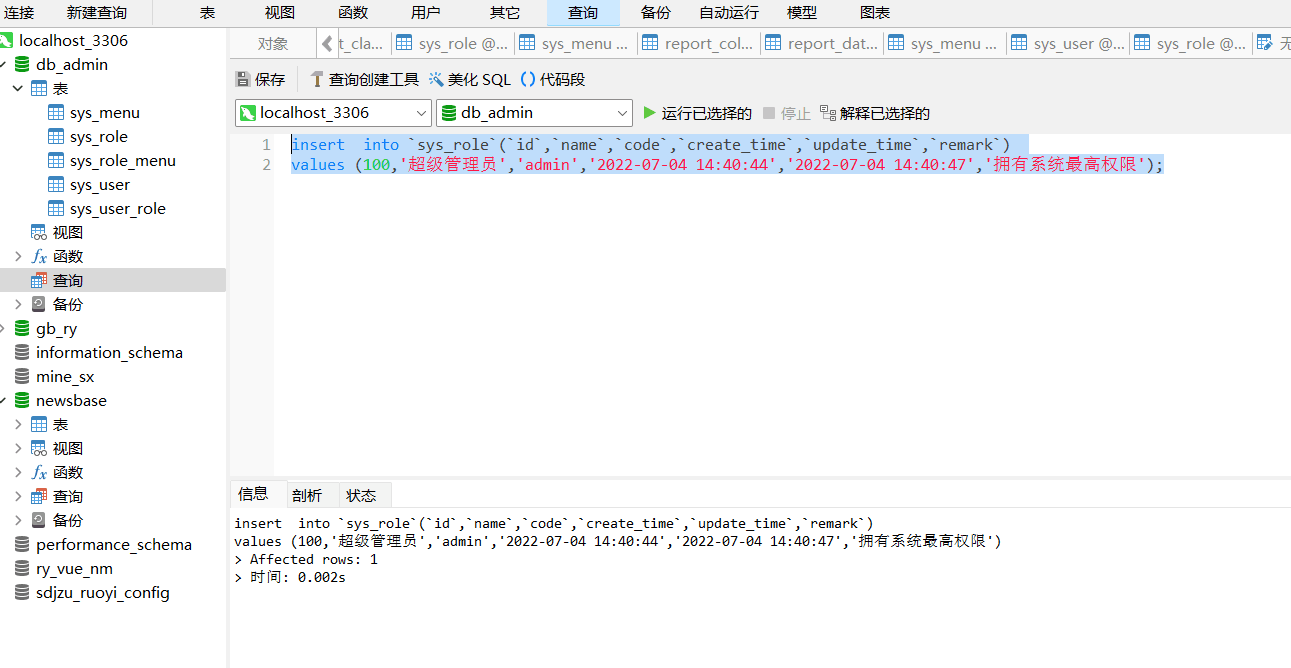 连接 新建查询 表 视图 函数 用户 其它 查询 备份 自动运行 模型 图表
localhost_3306
db_admin
表
sys_menu
sys_role
sys_role_menu
sys_user
sys_user_role
视图
函数
查询
备份
gb_ry
information_schema
mine_sx
newsbase
表
视图
函数
查询
备份
performance_schema
ry_vue_nm
sdjzu_ruoyi_config
对象 t_cla... sys_role @... sys_menu ... report_col... report_dat... sys_menu ... sys_user @... sys_role @... 无
保存 查询创建工具 美化 SQL () 代码段
localhost_3306 db_admin 运行已选择的 停止 解释已选择的
1 insert  into `sys_role`(`id`,`name`,`code`,`create_time`,`update_time`,`remark`)
2 values (100,'超级管理员','admin','2022-07-04 14:40:44','2022-07-04 14:40:47','拥有系统最高权限');
信息 剖析 状态
insert  into `sys_role`(`id`,`name`,`code`,`create_time`,`update_time`,`remark`)
values (100,'超级管理员','admin','2022-07-04 14:40:44','2022-07-04 14:40:47','拥有系统最高权限')
> Affected rows: 1
> 时间: 0.002s